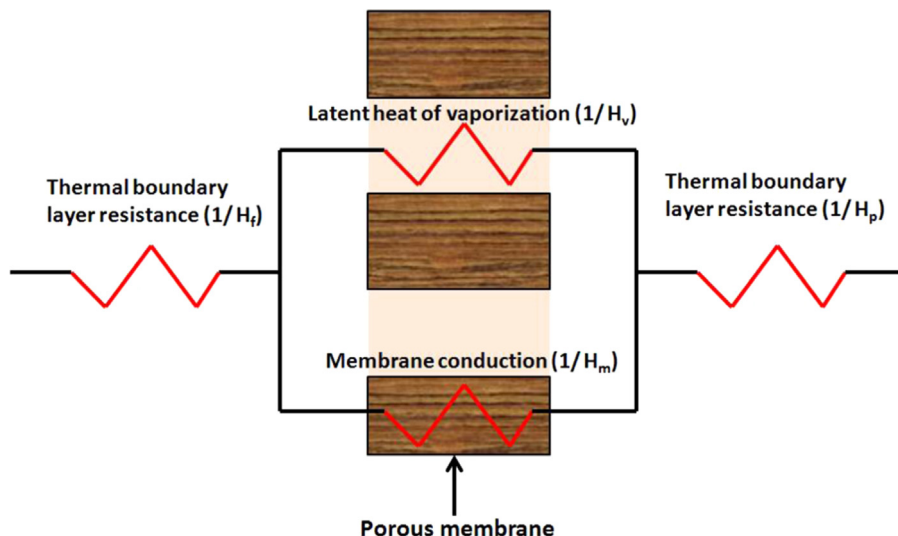 Latent heat of vaporization (1/H_v)
Thermal boundary
layer resistance (1/H_f)
Thermal boundary
layer resistance (1/H_p)
Membrane conduction (1/H_m)
Porous membrane